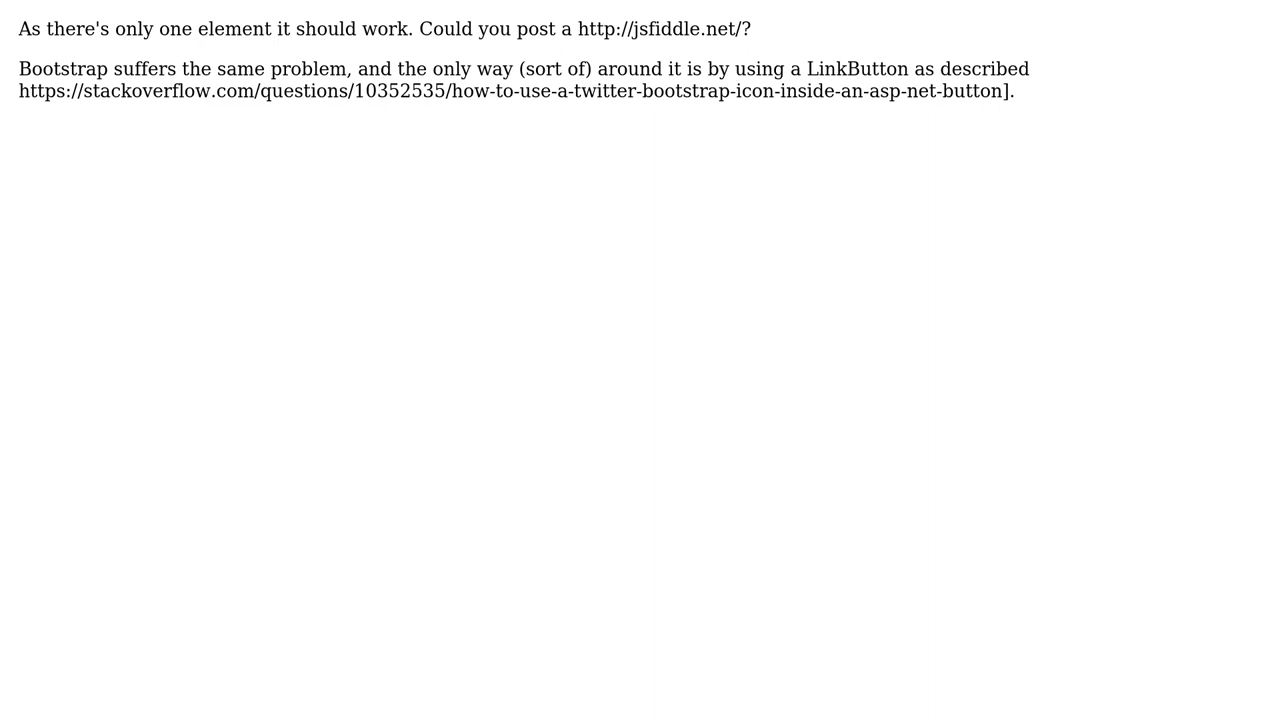 As there's only one element it should work. Could you post a http://jsfiddle.net/?
Bootstrap suffers the same problem, and the only way (sort of) around it is by using a LinkButton as described
https://stackoverflow.com/questions/10352535/how-to-use-a-twitter-bootstrap-icon-inside-an-asp-net-button].